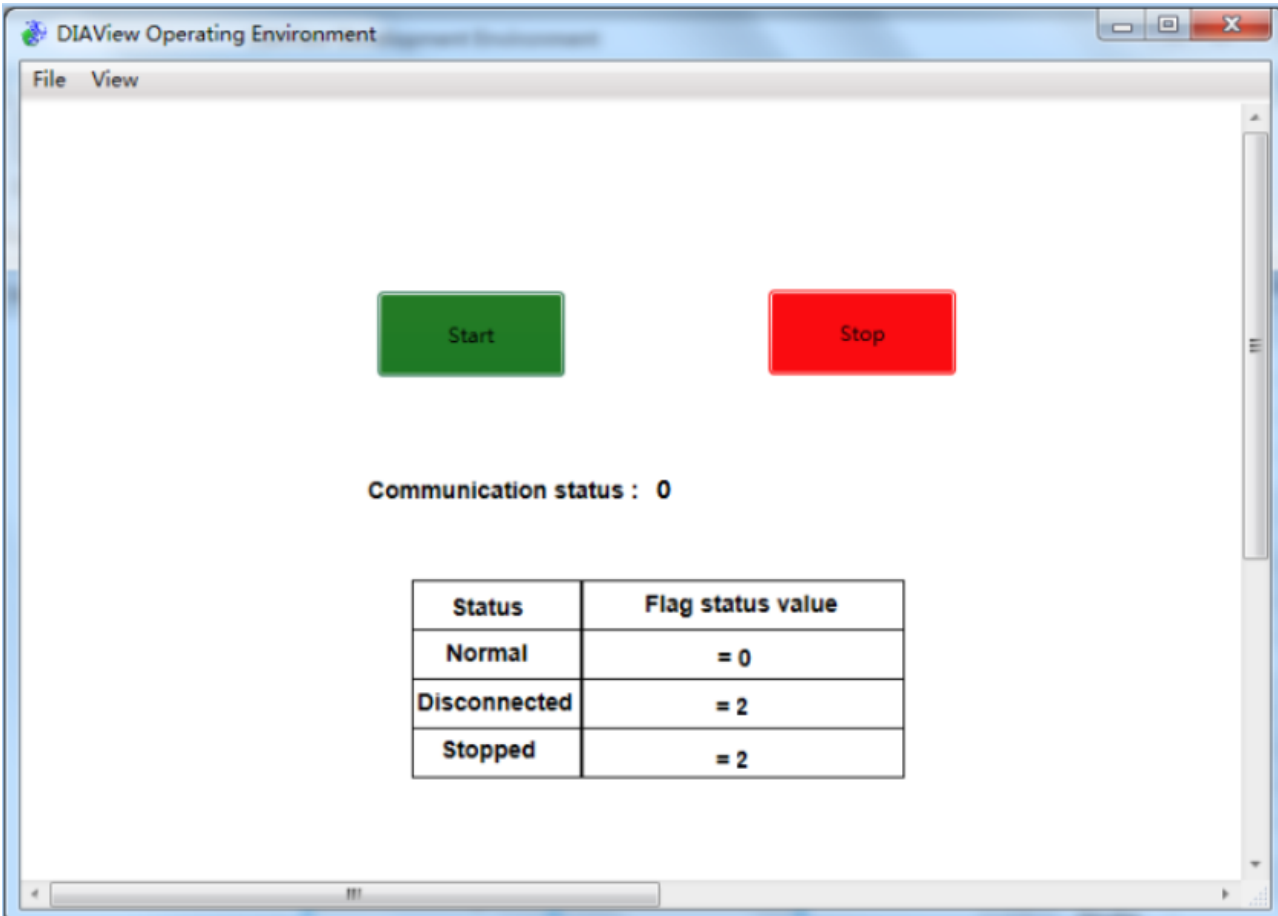 DIAView Operating Environment
File View
Start Stop
Communication status : 0
Status Flag status value
Normal = 0
Disconnected = 2
Stopped = 2